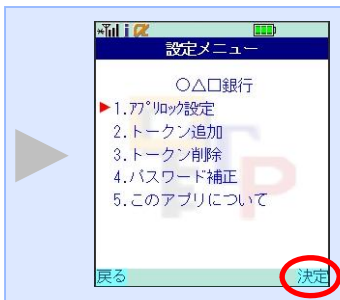 設定メニュー
○△□銀行
1.ｱﾌﾟﾘﾛｯｸ設定
2.トークン追加
3.トークン削除
4.パスワード補正
5.このアプリについて
戻る 決定